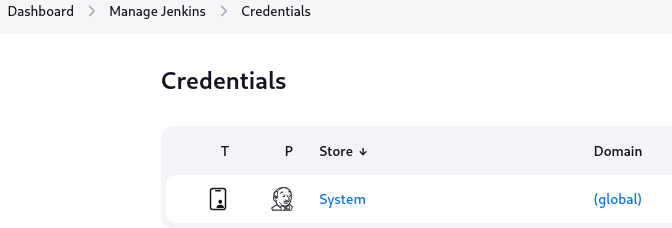 Dashboard > Manage Jenkins > Credentials
Credentials
T P Store ↓ Domain
System (global)